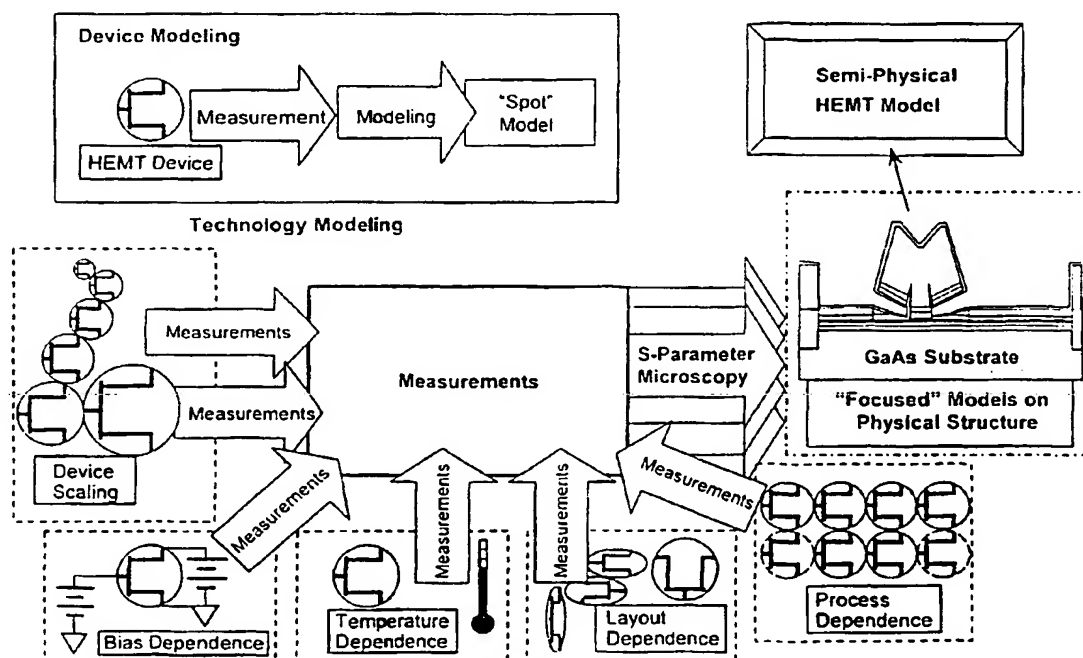 Device Modeling
Measurement
Modeling
"Spot"
Model
HEMT Device
Semi-Physical
HEMT Model
Technology Modeling
Measurements
Measurements
Device
Scaling
Measurements
S-Parameter
Microscopy
GaAs Substrate
"Focused" Models on
Physical Structure
Measurements
Measurements
Measurements
Measurements
Bias Dependence
Temperature
Dependence
Layout
Dependence
Process
Dependence